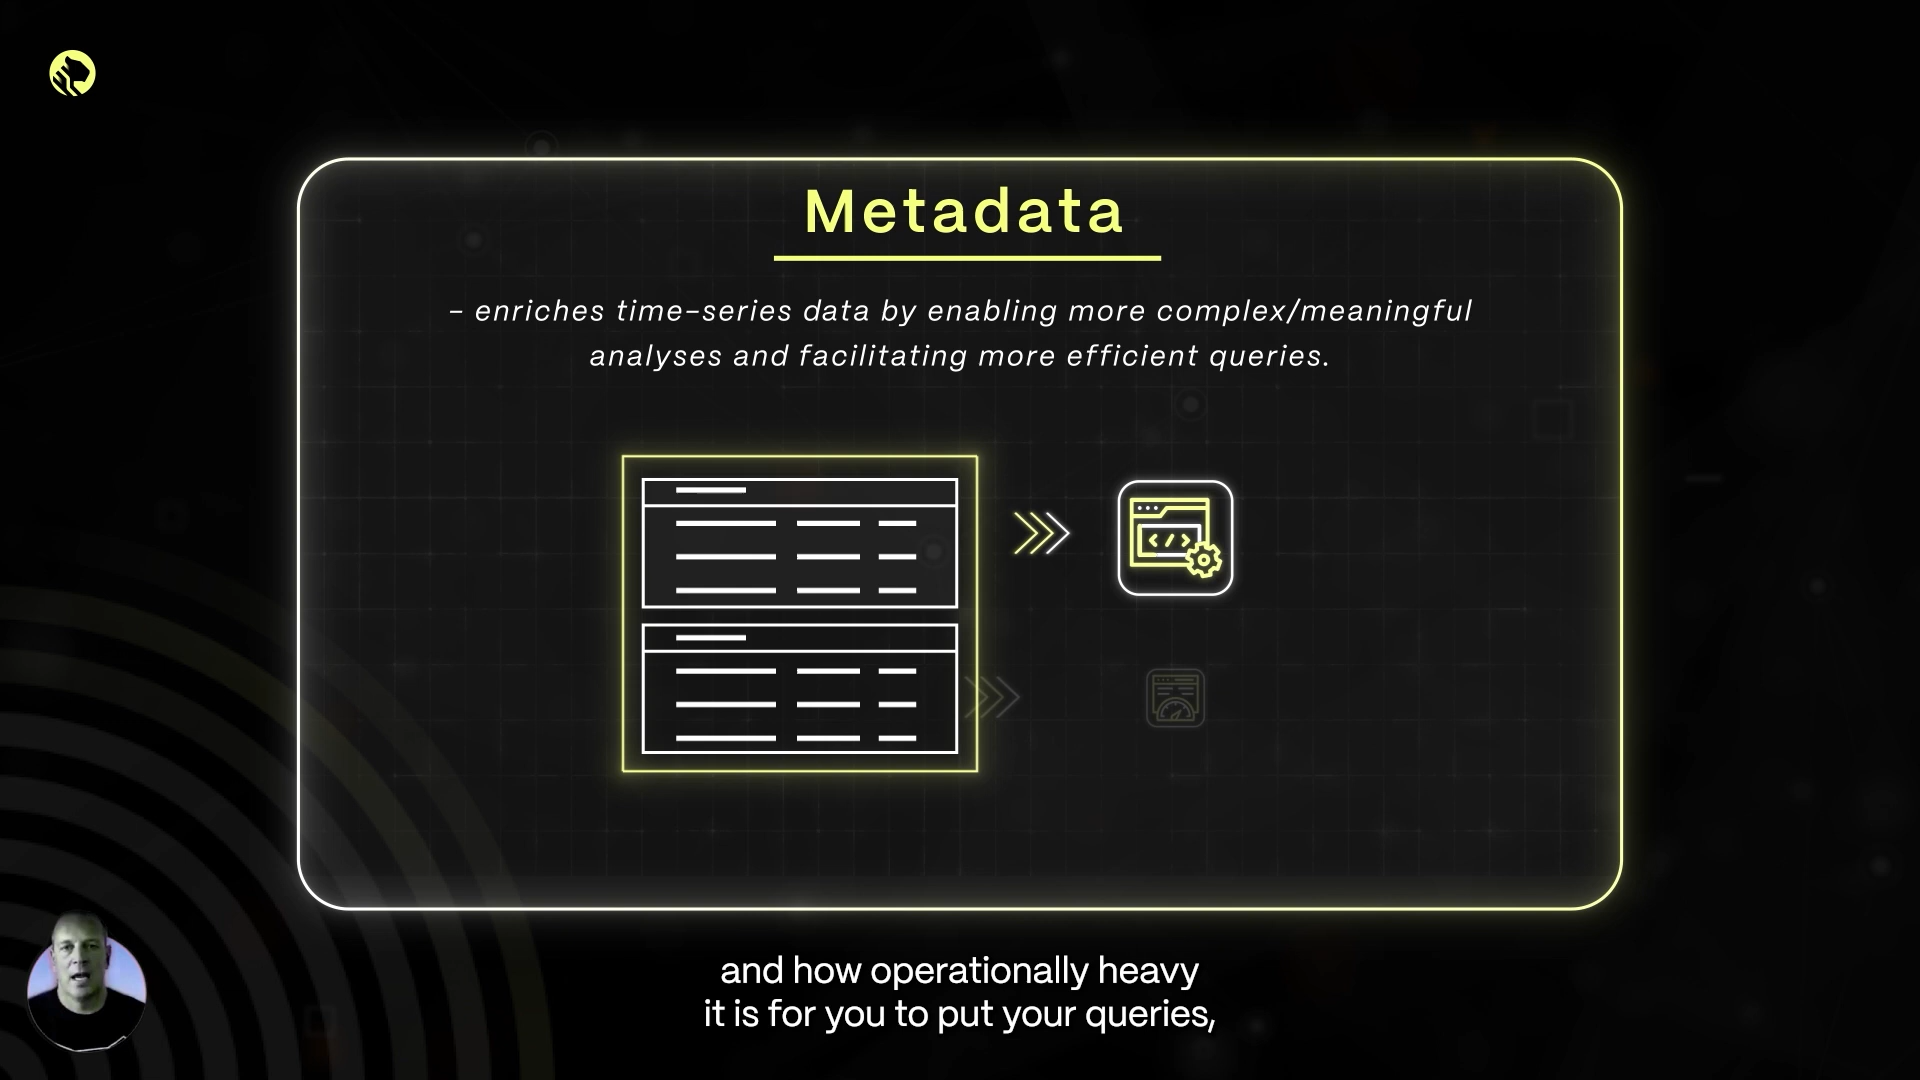 Metadata
- enriches time-series data by enabling more complex/meaningful
analyses and facilitating more efficient queries.
</>
and how operationally heavy
it is for you to put your queries,